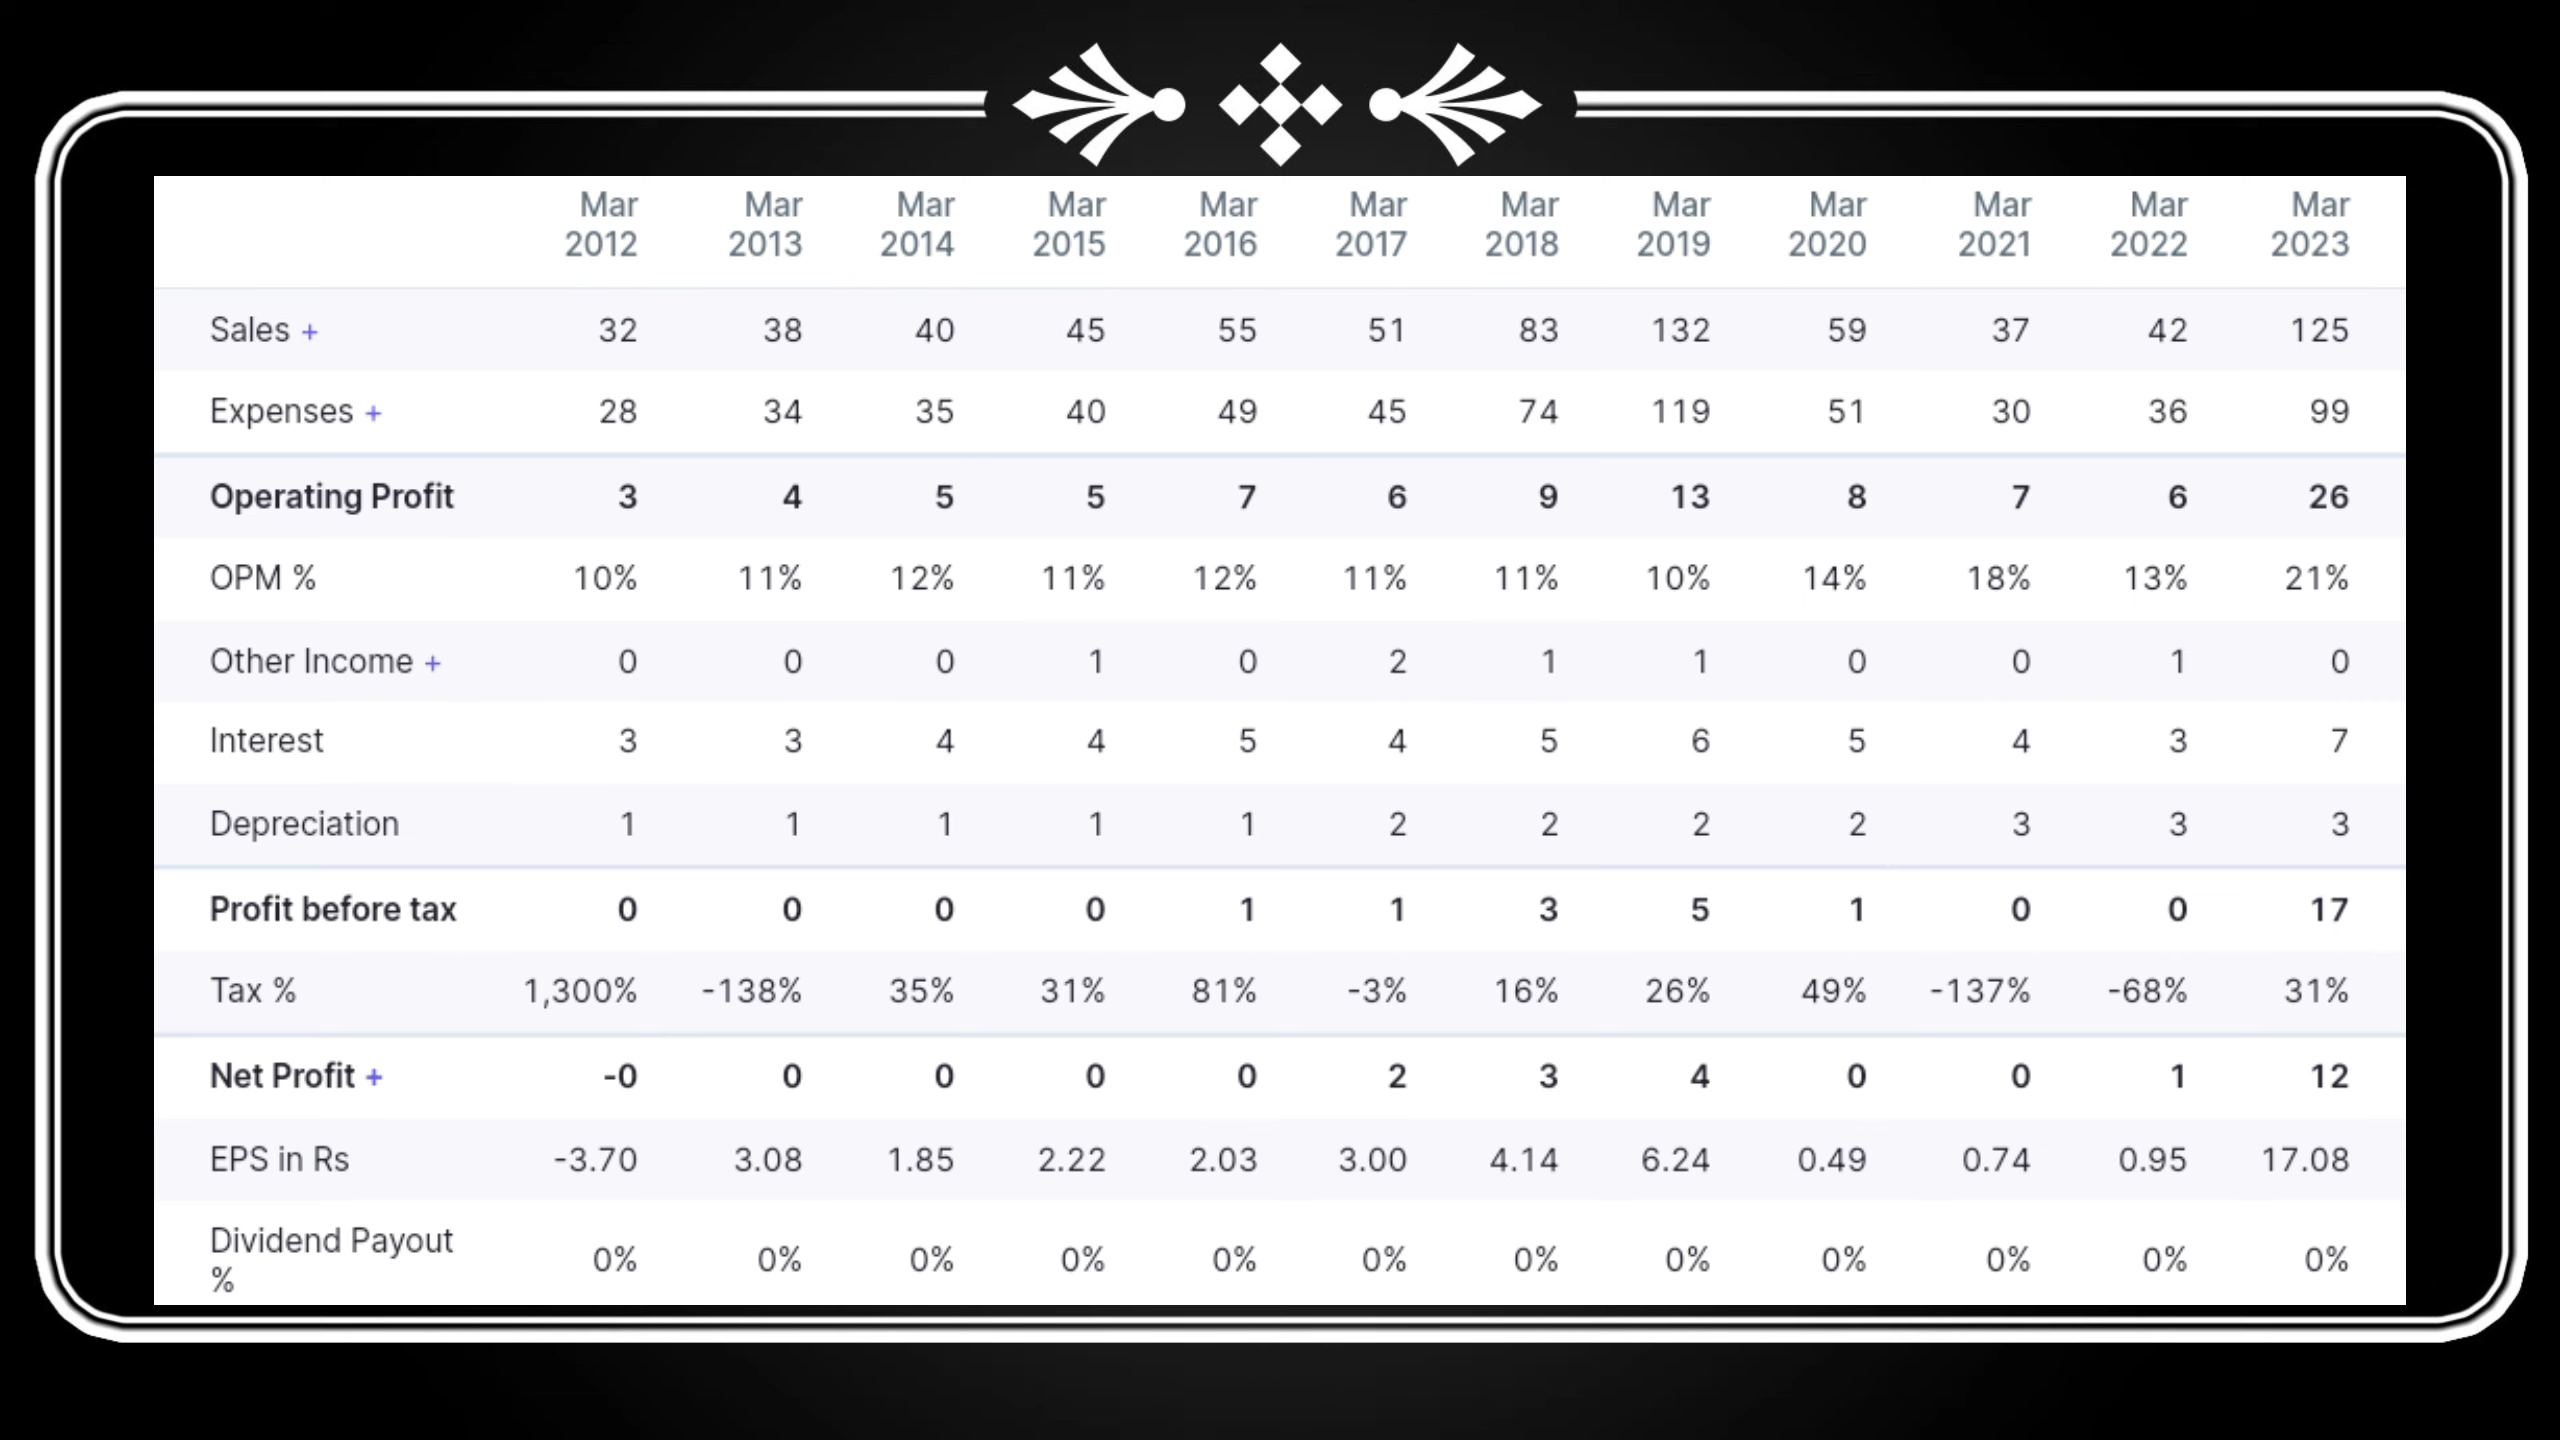 Mar Mar Mar Mar Mar Mar Mar Mar Mar Mar Mar Mar
2012 2013 2014 2015 2016 2017 2018 2019 2020 2021 2022 2023
Sales + 32 38 40 45 55 51 83 132 59 37 42 125
Expenses + 28 34 35 40 49 45 74 119 51 30 36 99
Operating Profit 3 4 5 5 7 6 9 13 8 7 6 26
OPM % 10% 11% 12% 11% 12% 11% 11% 10% 14% 18% 13% 21%
Other Income + 0 0 0 1 0 2 1 1 0 0 1 0
Interest 3 3 4 4 5 4 5 6 5 4 3 7
Depreciation 1 1 1 1 1 2 2 2 2 3 3 3
Profit before tax 0 0 0 0 1 1 3 5 1 0 0 17
Tax % 1,300% -138% 35% 31% 81% -3% 16% 26% 49% -137% -68% 31%
Net Profit + -0 0 0 0 0 2 3 4 0 0 1 12
EPS in Rs -3.70 3.08 1.85 2.22 2.03 3.00 4.14 6.24 0.49 0.74 0.95 17.08
Dividend Payout
% 0% 0% 0% 0% 0% 0% 0% 0% 0% 0% 0% 0%